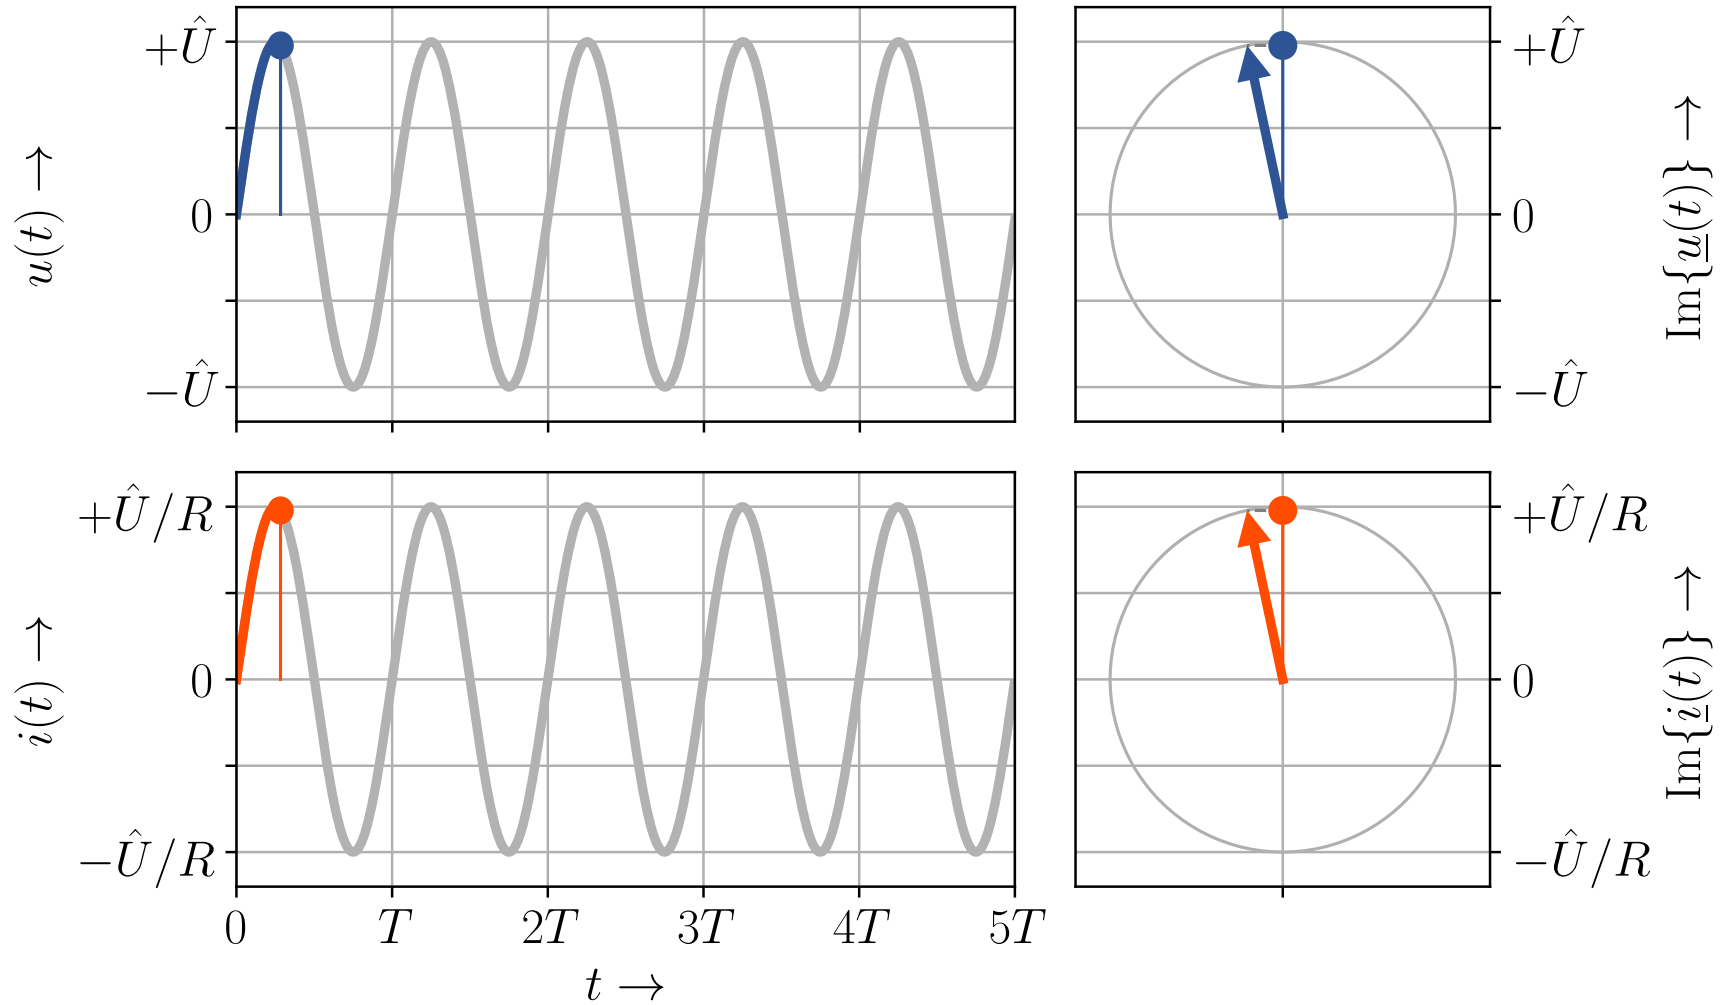 u(t) →
+Û
0
−Û
+Û
0
−Û
Im{u̲(t)} →
i(t) →
+Û/R
0
−Û/R
+Û/R
0
−Û/R
Im{i̲(t)} →
0 T 2T 3T 4T 5T
t →